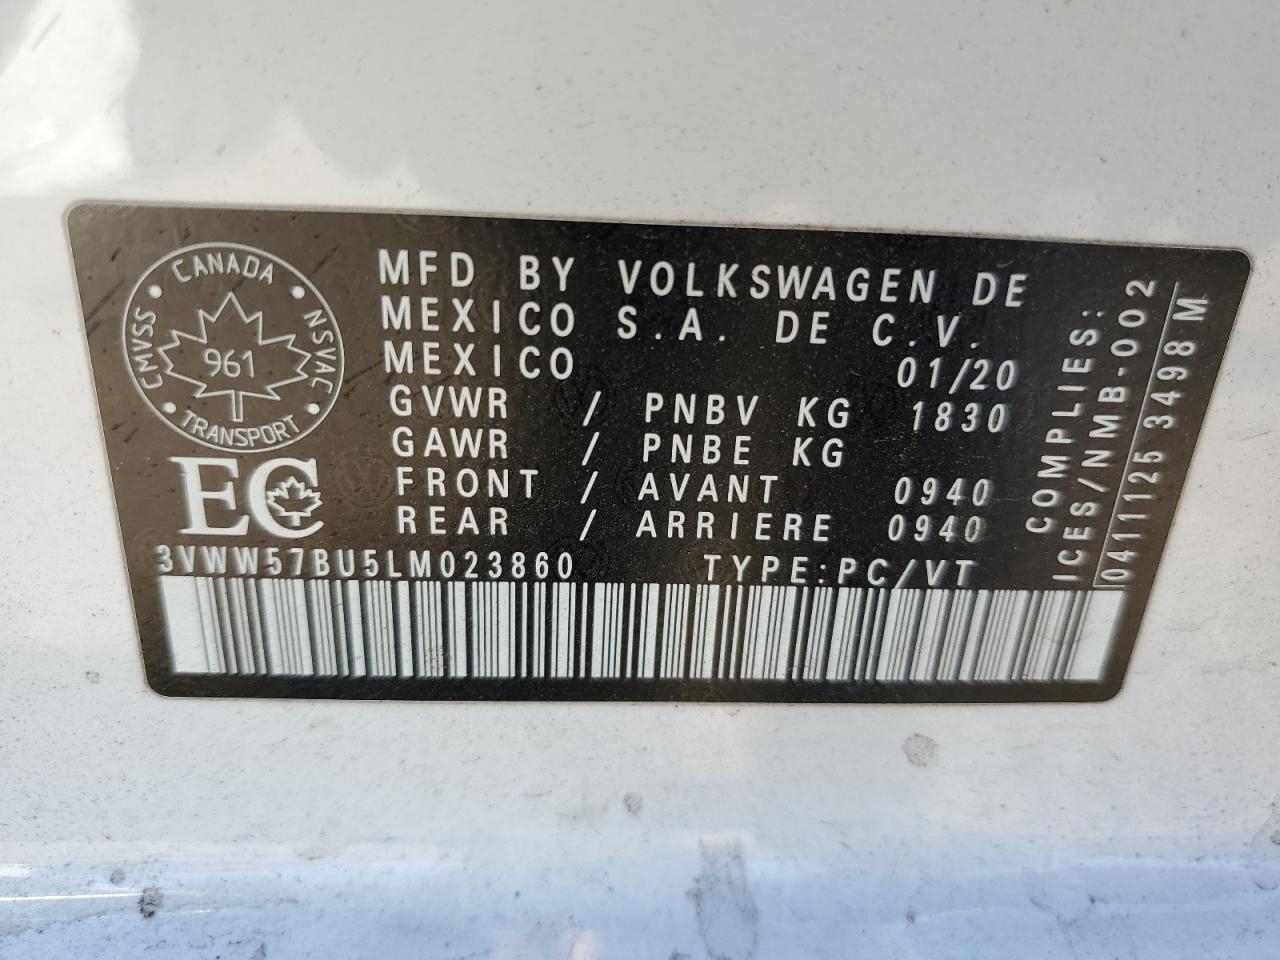 CANADA
CMVSS
NSVAC
961
TRANSPORT
EC
MFD BY VOLKSWAGEN DE
MEXICO S.A. DE C.V.
MEXICO 01/20
GVWR / PNBV KG 1830
GAWR / PNBE KG
FRONT / AVANT 0940
REAR / ARRIERE 0940
3VWW57BU5LM023860 TYPE:PC/VT
COMPLIES:
ICES/NMB-002
0411125 3498 M